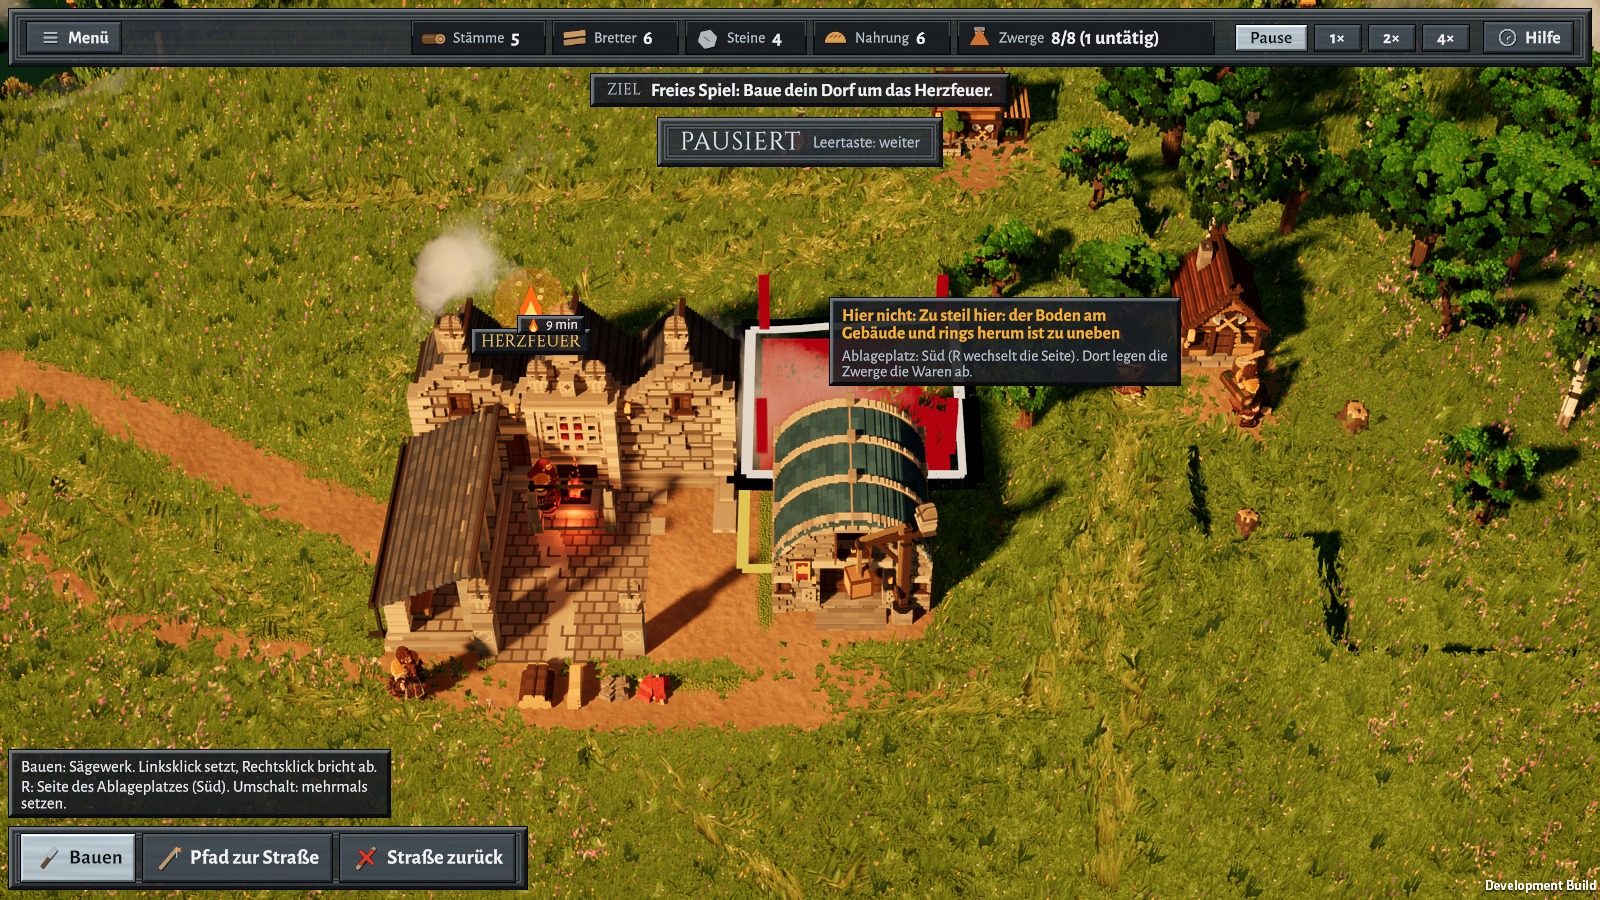 Menü
Stämme 5
Bretter 6
Steine 4
Nahrung 6
Zwerge 8/8 (1 untätig)
Pause
1×
2×
4×
Hilfe
ZIEL Freies Spiel: Baue dein Dorf um das Herzfeuer.
PAUSIERT Leertaste: weiter
9 min
HERZFEUER
Hier nicht: Zu steil hier: der Boden am
Gebäude und rings herum ist zu uneben
Ablageplatz: Süd (R wechselt die Seite). Dort legen die
Zwerge die Waren ab.
Bauen: Sägewerk. Linksklick setzt, Rechtsklick bricht ab.
R: Seite des Ablageplatzes (Süd). Umschalt: mehrmals
setzen.
Bauen
Pfad zur Straße
Straße zurück
Development Build